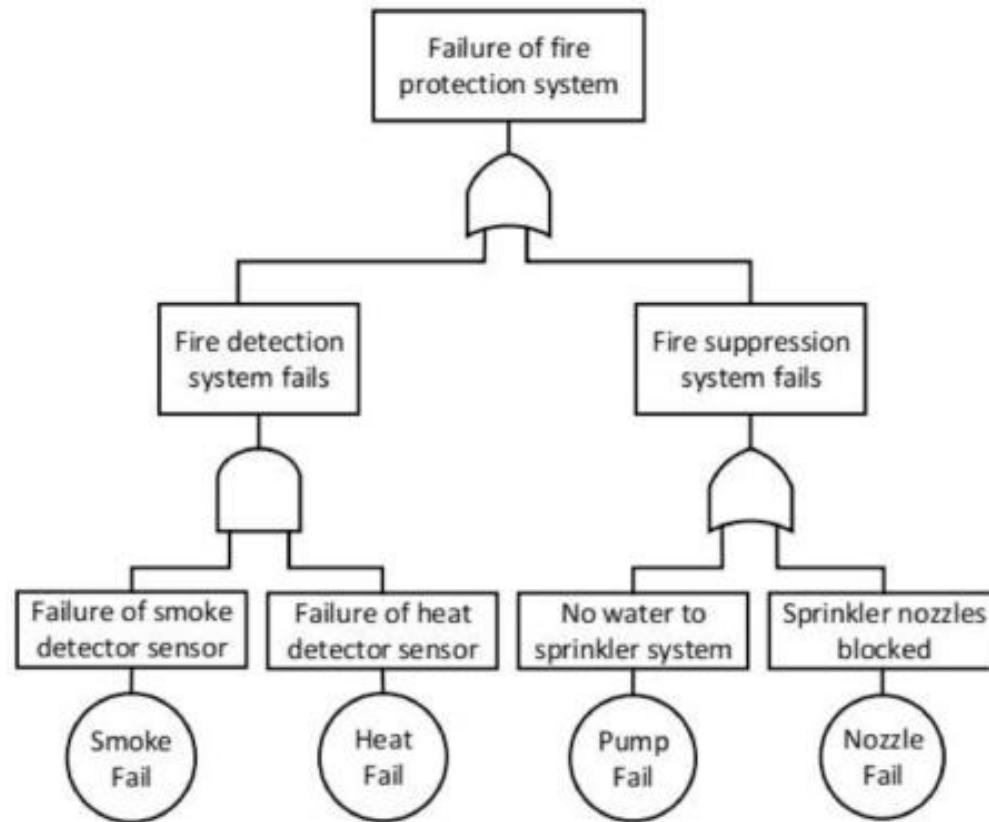 Failure of fire
protection system
Fire detection
system fails
Fire suppression
system fails
Failure of smoke
detector sensor
Failure of heat
detector sensor
No water to
sprinkler system
Sprinkler nozzles
blocked
Smoke
Fail
Heat
Fail
Pump
Fail
Nozzle
Fail